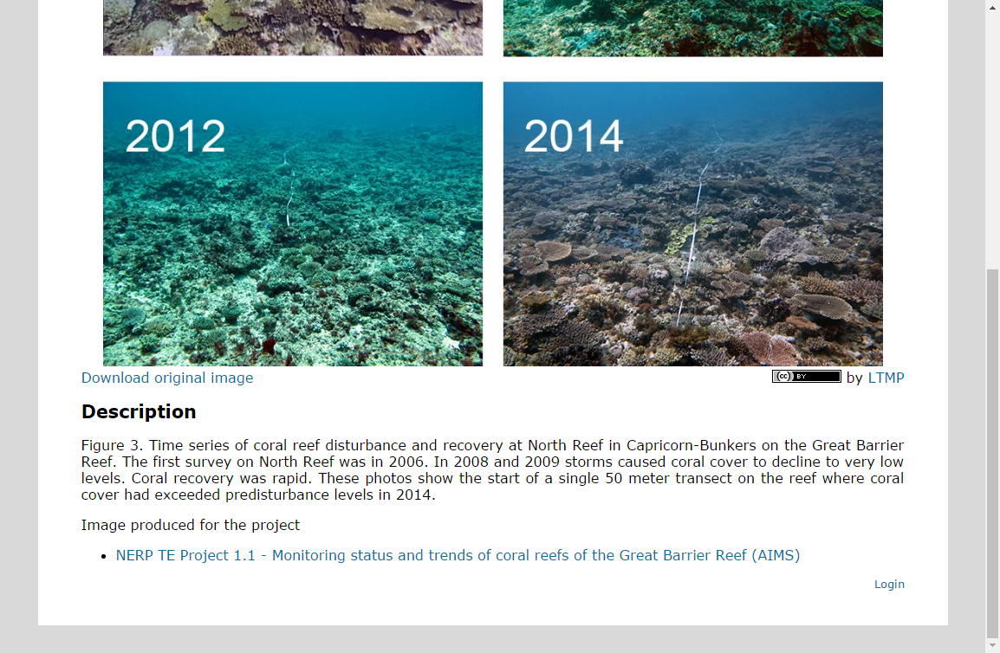 2012
2014
Download original image
cc BY by LTMP
Description
Figure 3. Time series of coral reef disturbance and recovery at North Reef in Capricorn-Bunkers on the Great Barrier
Reef. The first survey on North Reef was in 2006. In 2008 and 2009 storms caused coral cover to decline to very low
levels. Coral recovery was rapid. These photos show the start of a single 50 meter transect on the reef where coral
cover had exceeded predisturbance levels in 2014.
Image produced for the project
• NERP TE Project 1.1 - Monitoring status and trends of coral reefs of the Great Barrier Reef (AIMS)
Login